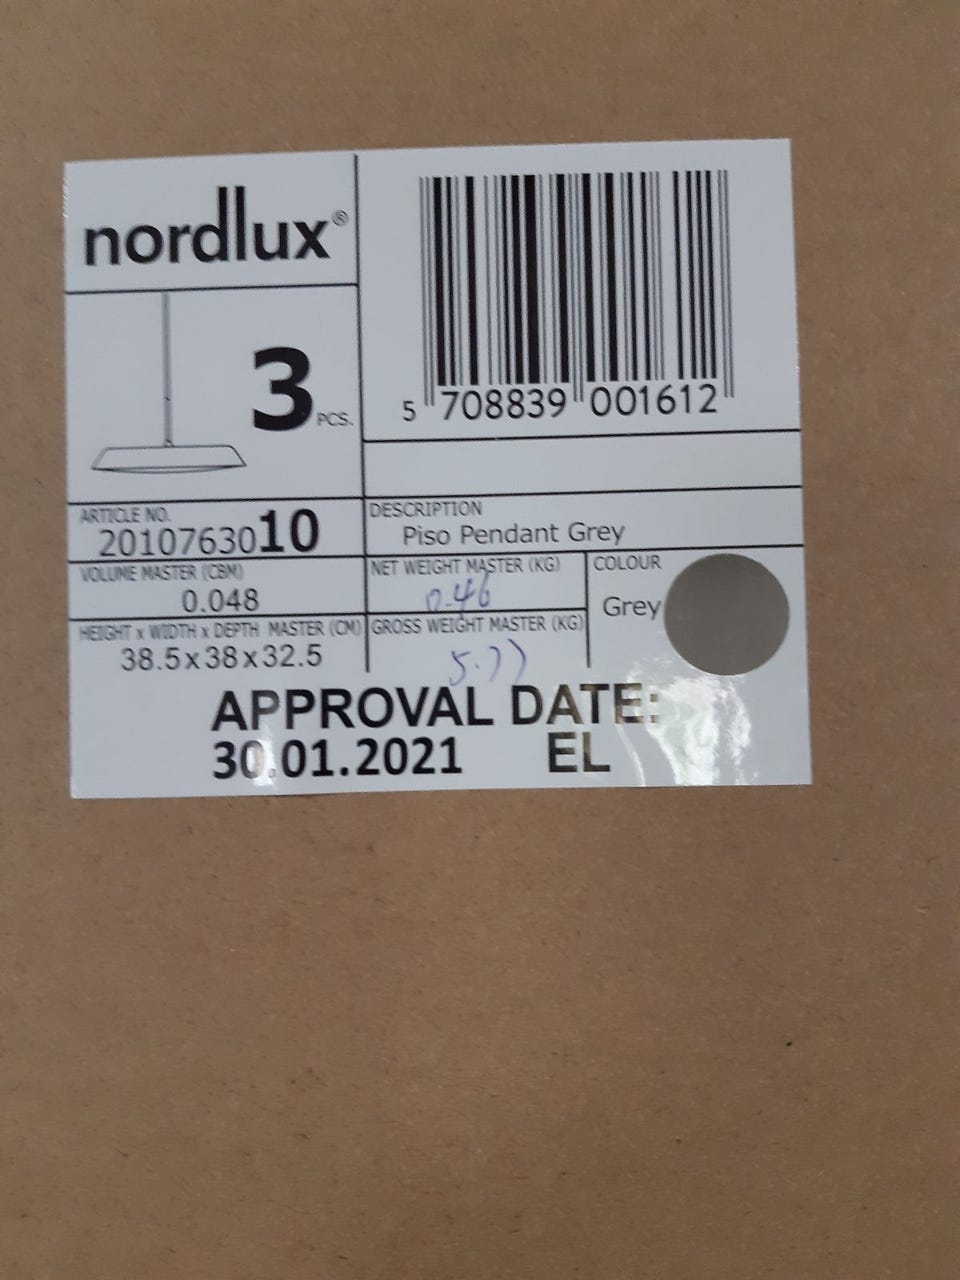 nordlux®
3 PCS.
5 708839 001612
ARTICLE NO.
2010763010
DESCRIPTION
Piso Pendant Grey
VOLUME MASTER (CBM)
0.048
NET WEIGHT MASTER (KG)
COLOUR
Grey
HEIGHT x WIDTH x DEPTH MASTER (CM)
38.5x38x32.5
GROSS WEIGHT MASTER (KG)
5.77
APPROVAL DATE:
30.01.2021 EL